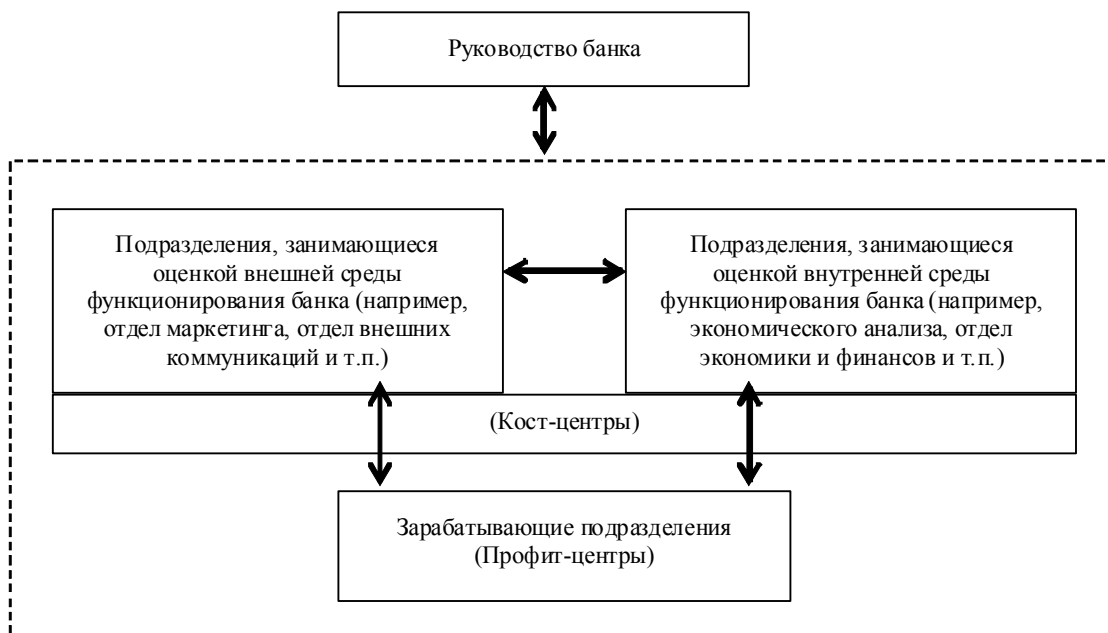 Руководство банка
Подразделения, занимающиеся
оценкой внешней среды
функционирования банка (например,
отдел маркетинга, отдел внешних
коммуникаций и т.п.)
Подразделения, занимающиеся
оценкой внутренней среды
функционирования банка (например,
экономического анализа, отдел
экономики и финансов и т.п.)
(Кост-центры)
Зарабатывающие подразделения
(Профит-центры)